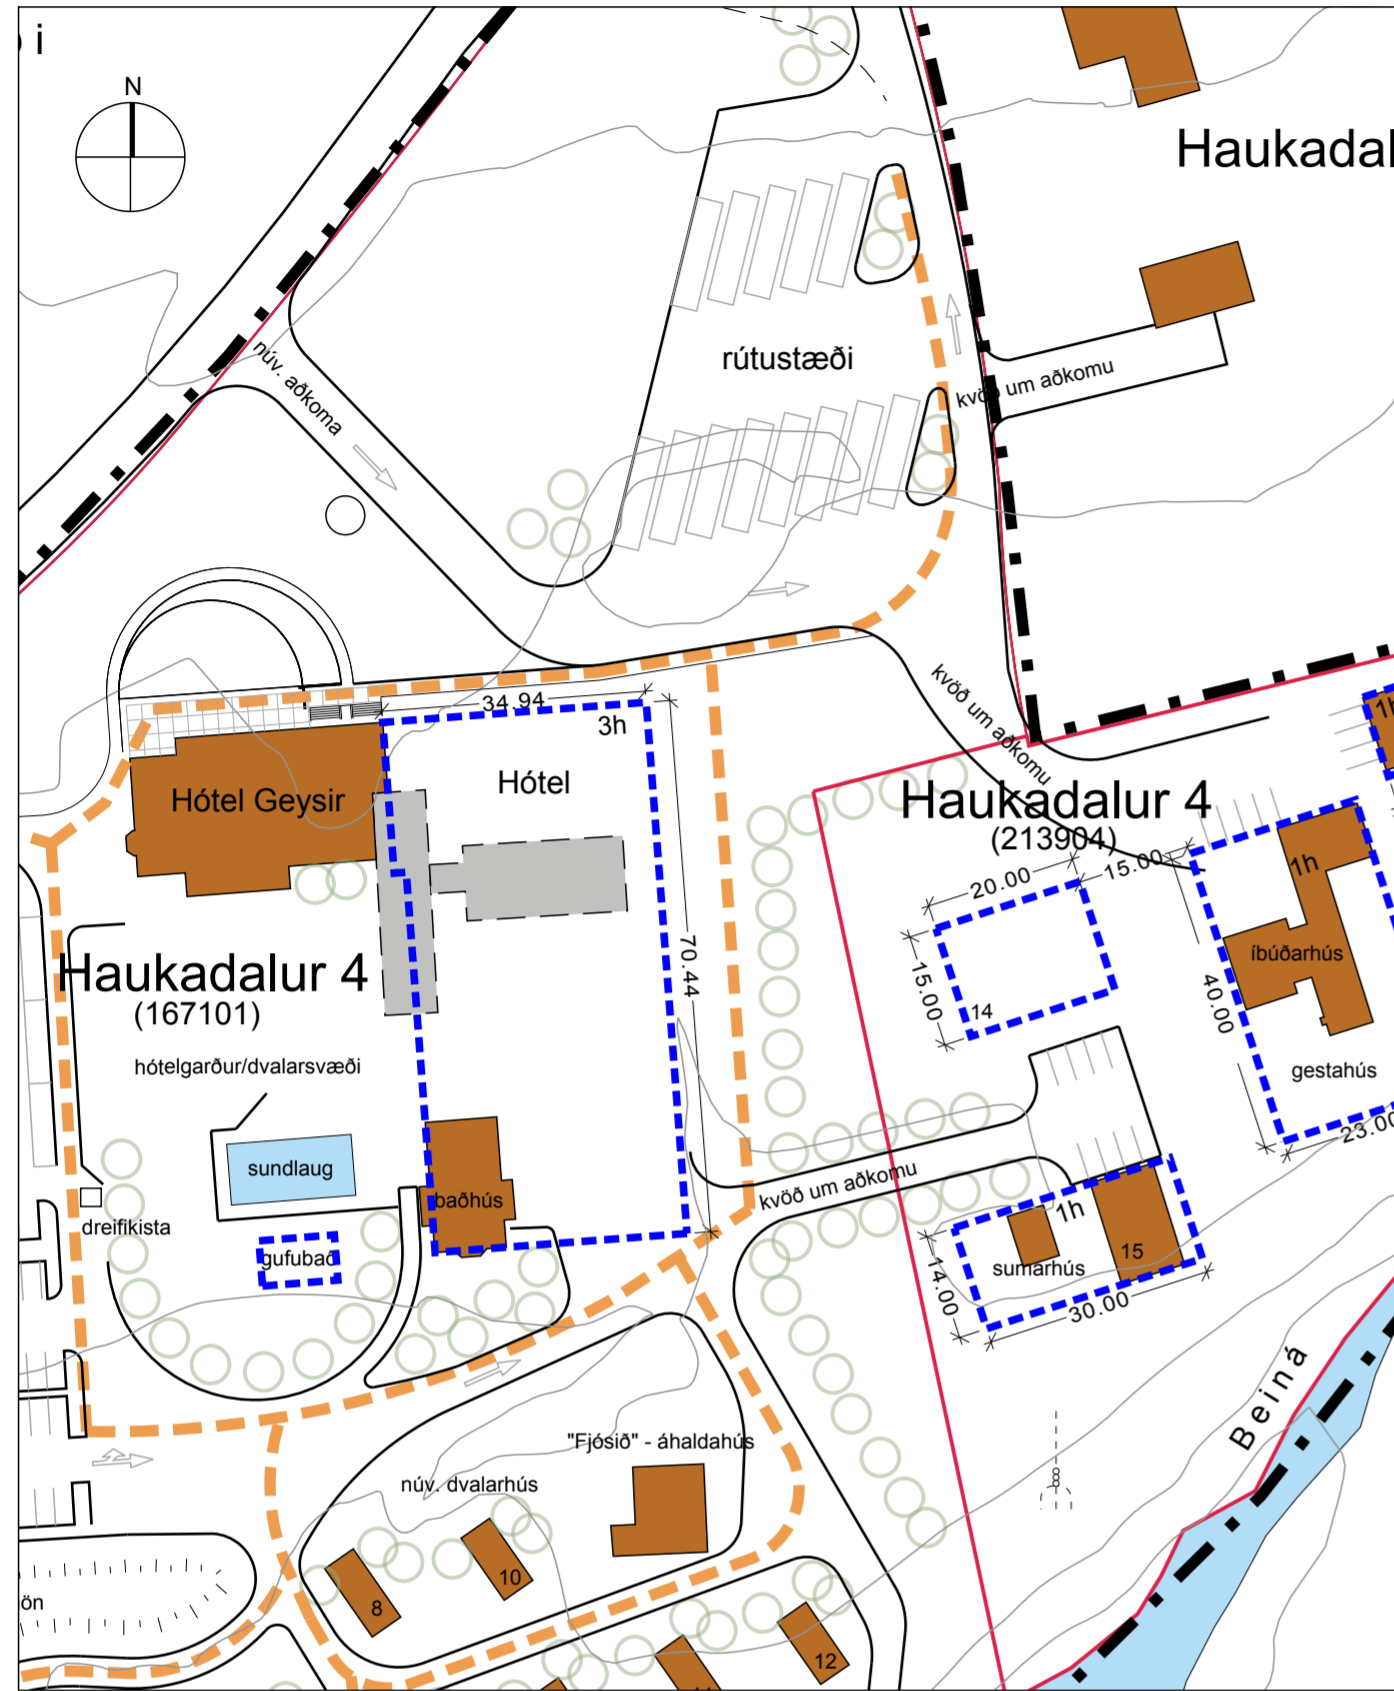 i
N
Haukadal
núv. aðkoma
rútustæði
kvöð um aðkomu
34.94
3h
kvöð um aðkomu
1h
Hótel Geysir
Hótel
Haukadalur 4
(213904)
20.00
15.00
1h
íbúðarhús
70.44
15.00
14
40.00
Haukadalur 4
(167101)
hótelgarður/dvalarsvæði
gestahús
23.00
sundlaug
baðhús
kvöð um aðkomu
dreifikista
gufubað
1h
15
sumarhús
14.00
30.00
Beiná
"Fjósið" - áhaldahús
núv. dvalarhús
10
8
12
ön